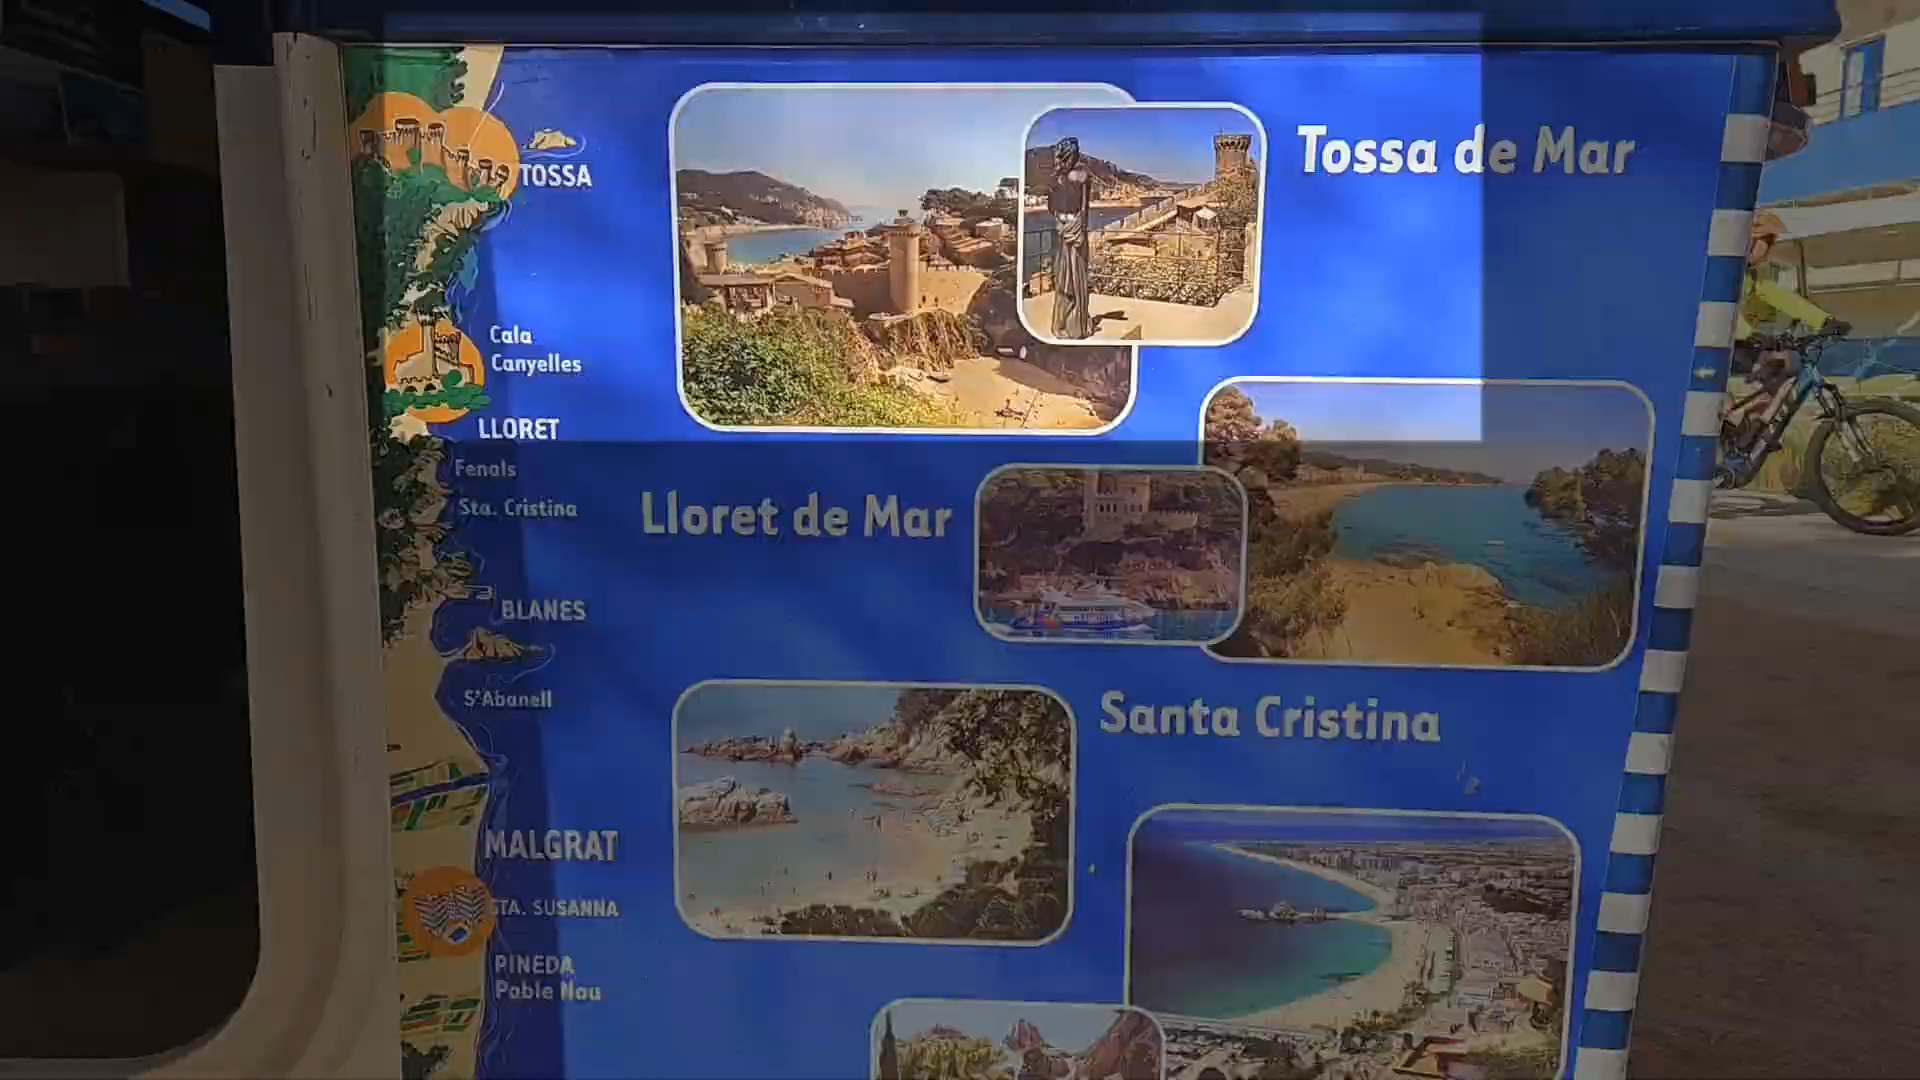 TOSSA
Cala
Canyelles
LLORET
Fenals
Sta. Cristina
BLANES
S'Abanell
MALGRAT
STA. SUSANNA
PINEDA
Poble Nou
Tossa de Mar
Lloret de Mar
Santa Cristina